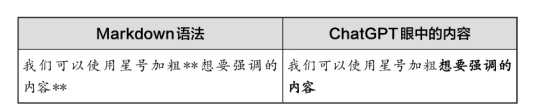 Markdown语法
ChatGPT眼中的内容
我们可以使用星号加粗**想要强调的
内容**
我们可以使用星号加粗想要强调的
内容